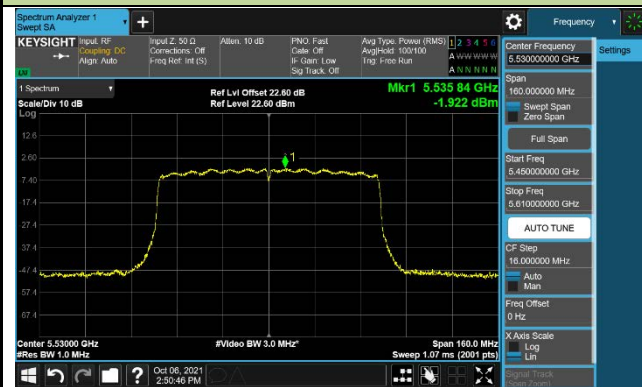 Spectrum Analyzer 1
Swept SA
Frequency
KEYSIGHT
Input: RF
Coupling: DC
Align: Auto
Input Z: 50 Ω
Corrections: Off
Freq Ref: Int (S)
Atten: 10 dB
PNO: Fast
Gate: Off
IF Gain: Low
Sig Track: Off
Avg Type: Power (RMS)
Avg|Hold: 100/100
Trig: Free Run
1 2 3 4 5 6
A W W W W W
A N N N N N
LW
1 Spectrum
Scale/Div 10 dB
Log
Ref Lvl Offset 22.60 dB
Ref Level 22.60 dBm
Mkr1 5.535 84 GHz
-1.922 dBm
12.6
2.60
1
-7.40
-17.4
-27.4
-37.4
-47.4
-57.4
-67.4
Center 5.53000 GHz
#Res BW 1.0 MHz
#Video BW 3.0 MHz*
Span 160.0 MHz
Sweep 1.07 ms (2001 pts)
Oct 06, 2021
2:50:46 PM
Center Frequency
5.530000000 GHz
Settings
Span
160.000000 MHz
Swept Span
Zero Span
Full Span
Start Freq
5.450000000 GHz
Stop Freq
5.610000000 GHz
AUTO TUNE
CF Step
16.000000 MHz
Auto
Man
Freq Offset
0 Hz
X Axis Scale
Log
Lin
Signal Track
(Span Zoom)